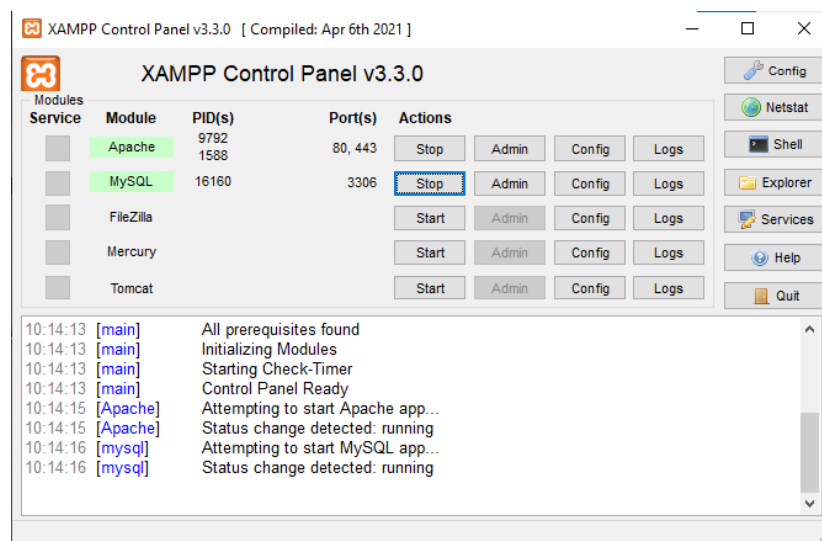 XAMPP Control Panel v3.3.0 [ Compiled: Apr 6th 2021 ]
XAMPP Control Panel v3.3.0
Config
Modules
Service Module PID(s) Port(s) Actions
Netstat
Apache 9792 1588 80, 443 Stop Admin Config Logs
Shell
MySQL 16160 3306 Stop Admin Config Logs
Explorer
FileZilla Start Admin Config Logs
Services
Mercury Start Admin Config Logs
Help
Tomcat Start Admin Config Logs
Quit
10:14:13 [main] All prerequisites found
10:14:13 [main] Initializing Modules
10:14:13 [main] Starting Check-Timer
10:14:13 [main] Control Panel Ready
10:14:15 [Apache] Attempting to start Apache app...
10:14:15 [Apache] Status change detected: running
10:14:16 [mysql] Attempting to start MySQL app...
10:14:16 [mysql] Status change detected: running